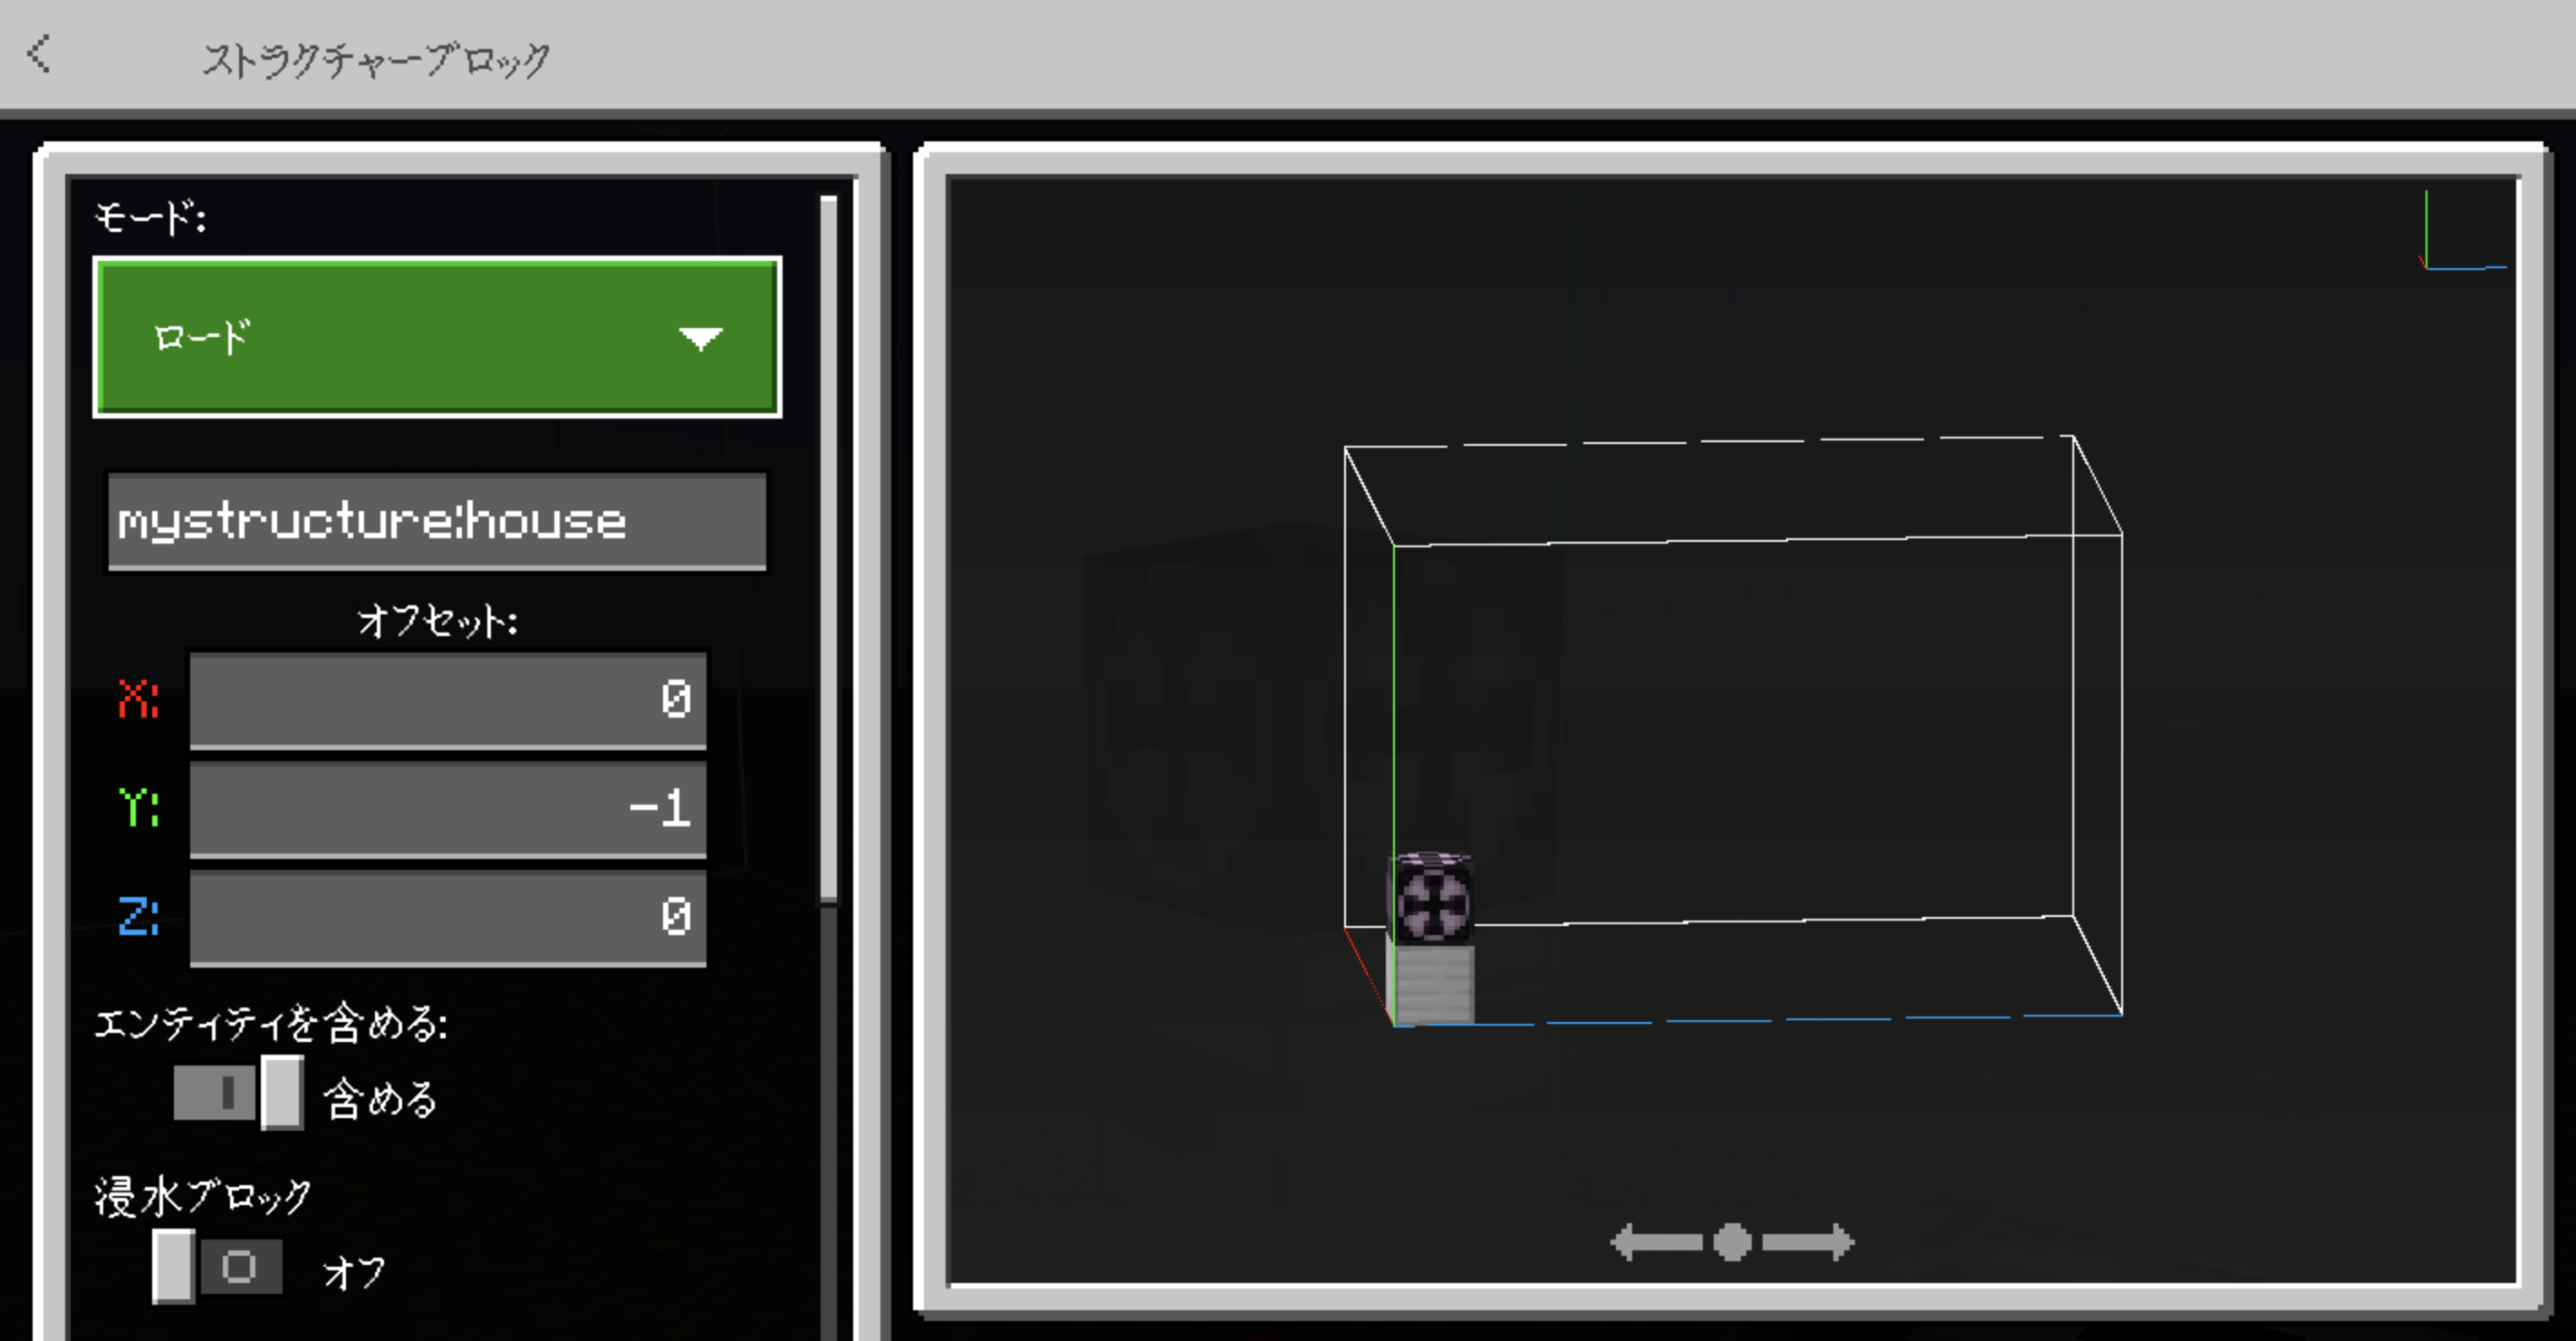 ストラクチャーブロック
モード:
ロード
mystructure:house
オフセット:
X: 0
Y: -1
Z: 0
エンティティを含める:
含める
浸水ブロック
オフ